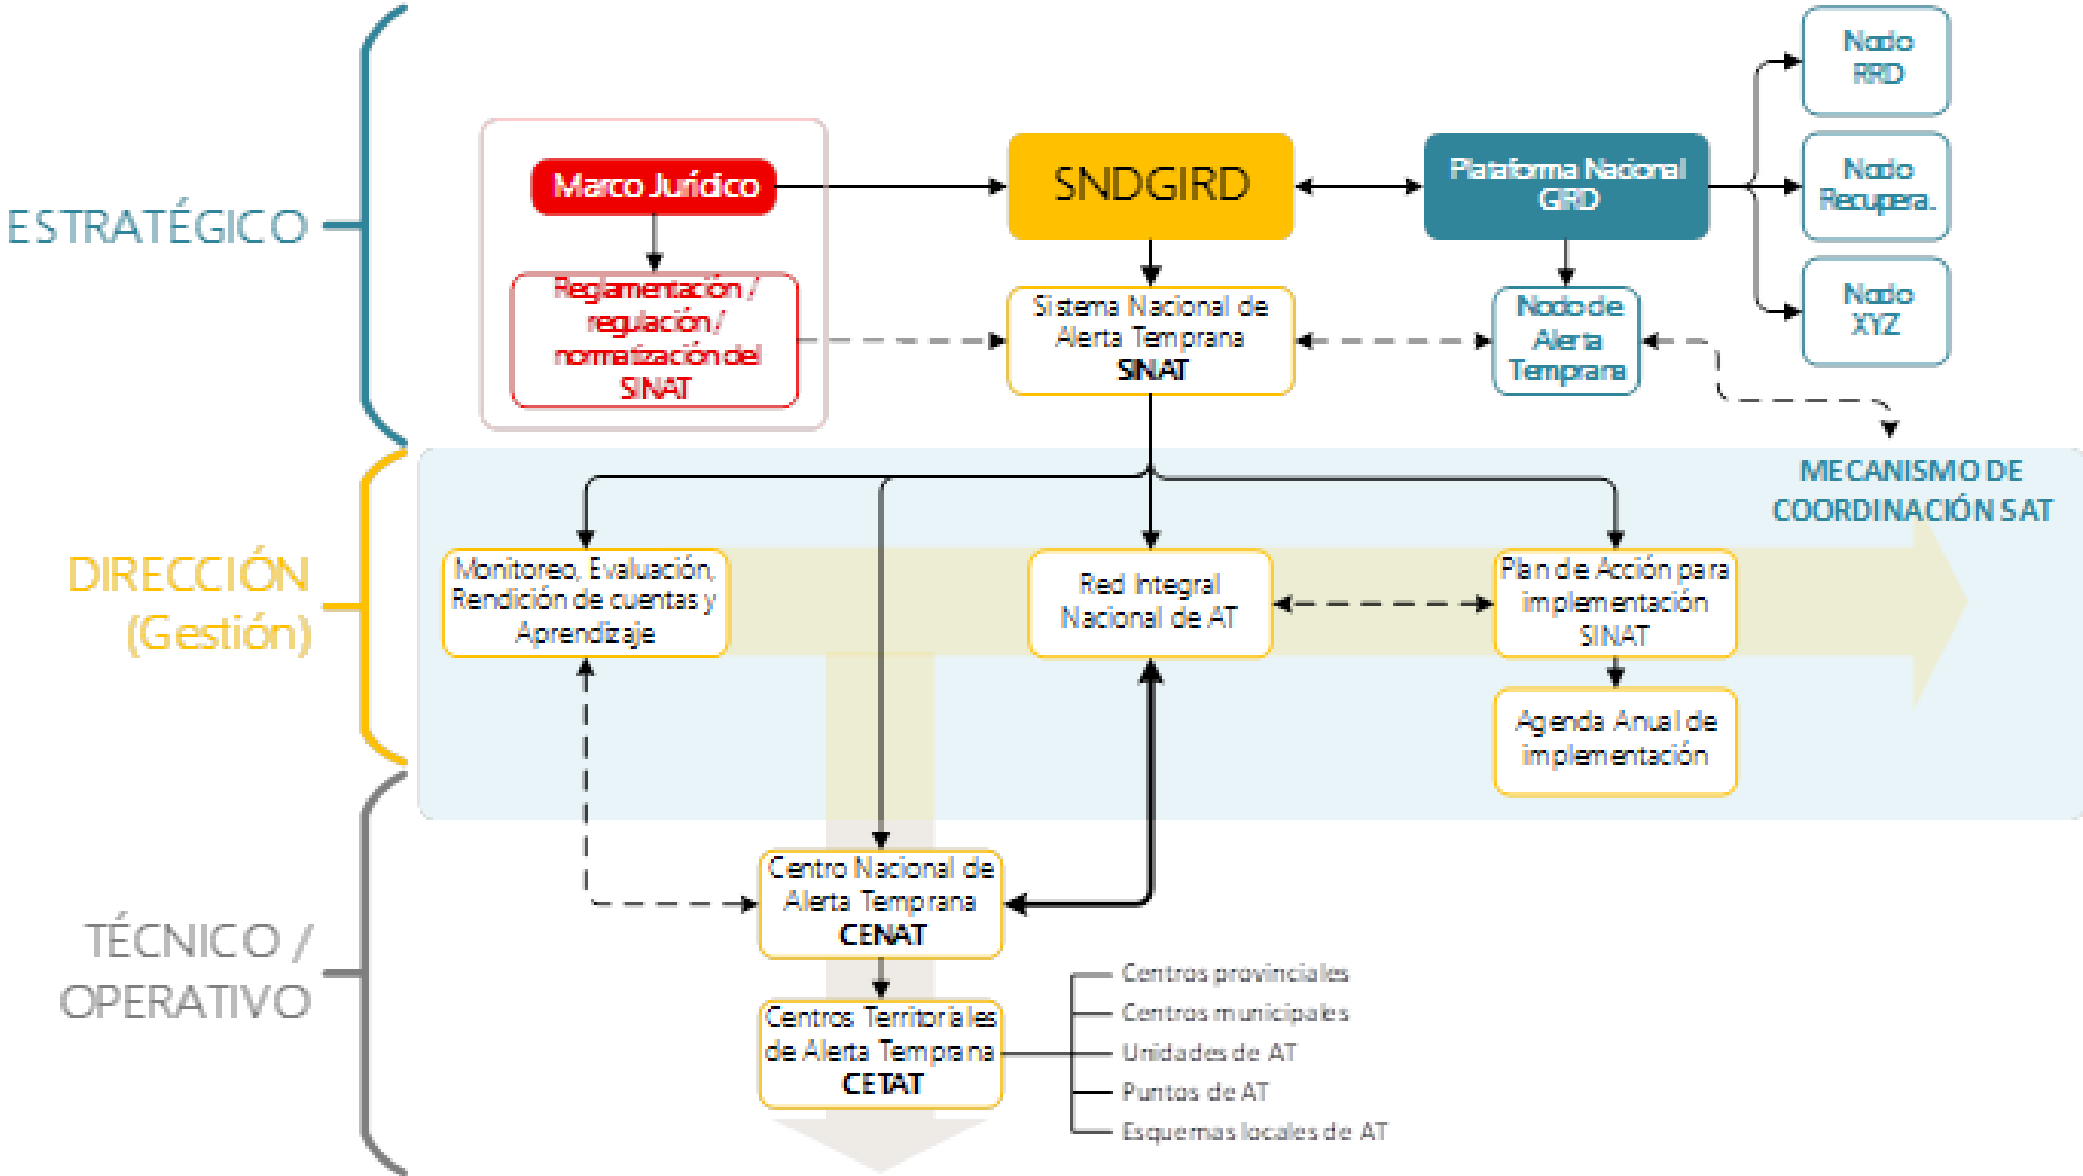 ESTRATÉGICO
Marco Jurídico
Reglamentación /
regulación /
normatización del
SINAT
SNDGIRD
Sistema Nacional de
Alerta Temprana
SINAT
Plataforma Nacional
GIRD
Nodo de
Alerta
Temprana
Nodo
RRD
Nodo
Recupera.
Nodo
XYZ
DIRECCIÓN
(Gestión)
MECANISMO DE
COORDINACIÓN SAT
Monitoreo, Evaluación,
Rendición de cuentas y
Aprendizaje
Red Integral
Nacional de AT
Plan de Acción para
implementación
SINAT
Agenda Anual de
implementación
TÉCNICO /
OPERATIVO
Centro Nacional de
Alerta Temprana
CENAT
Centros Territoriales
de Alerta Temprana
CETAT
Centros provinciales
Centros municipales
Unidades de AT
Puntos de AT
Esquemas locales de AT